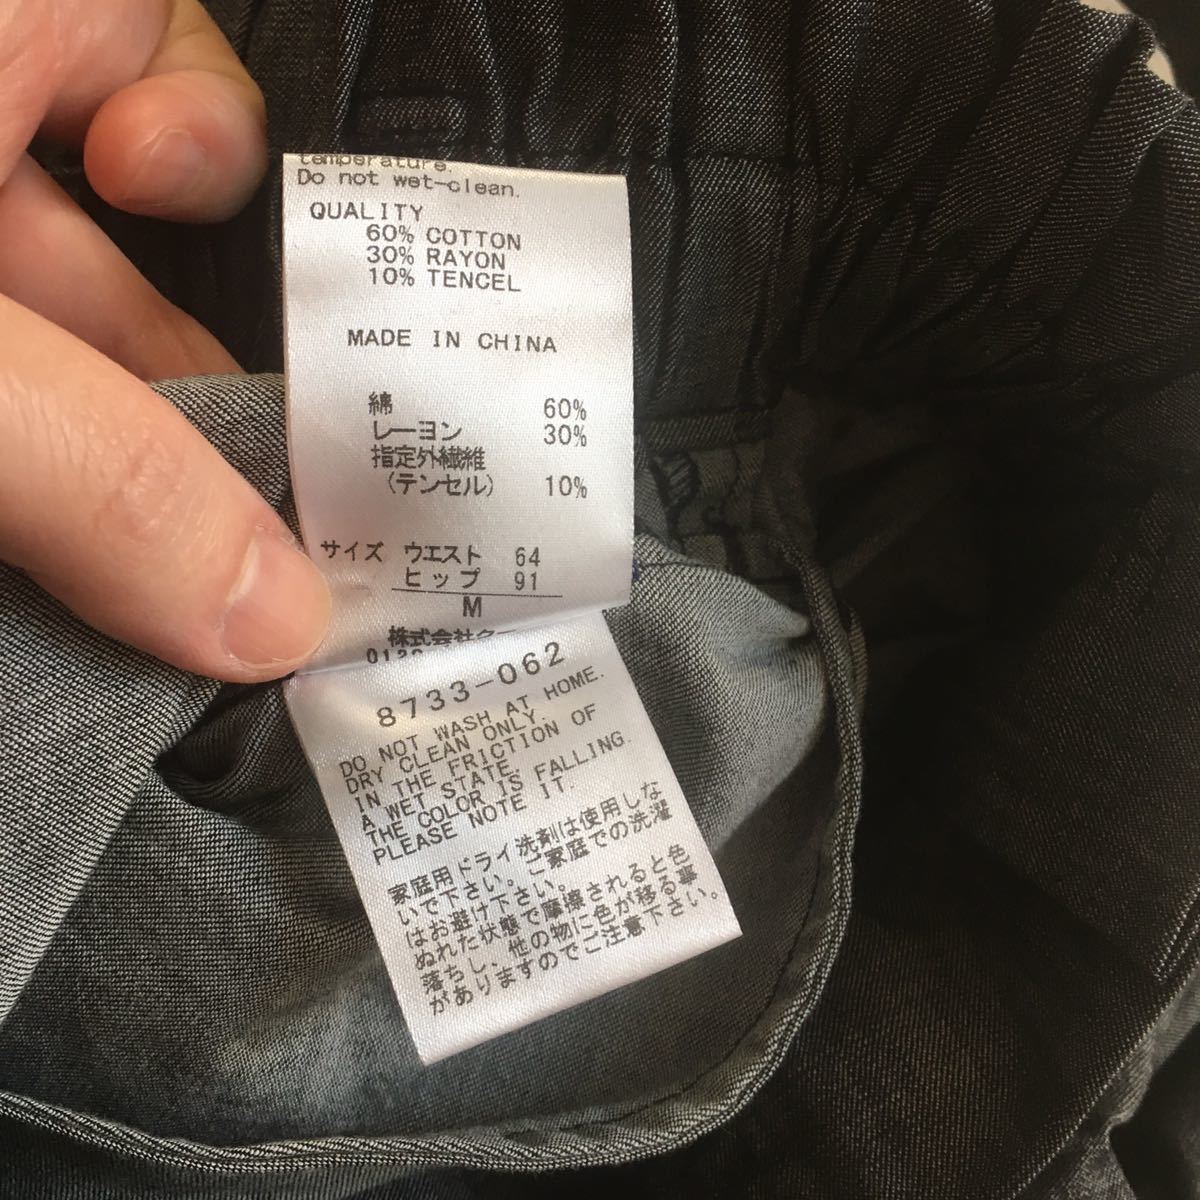 temperature.
Do not wet-clean.
QUALITY
60% COTTON
30% RAYON
10% TENCEL
MADE IN CHINA
綿 60%
レーヨン 30%
指定外繊維
(テンセル) 10%
サイズ ウエスト 64
ヒップ 91
M
株式会社
8733-062
DO NOT WASH AT HOME.
DRY CLEAN ONLY.
IN THE FRICTION OF
A WET STATE.
THE COLOR IS FALLING.
PLEASE NOTE IT.
家庭用ドライ洗剤は使用しな
いで下さい。ご家庭での洗濯
はお避け下さい。
ぬれた状態で摩擦されると色
落ちし、他の物に色が移る事
がありますのでご注意下さい。